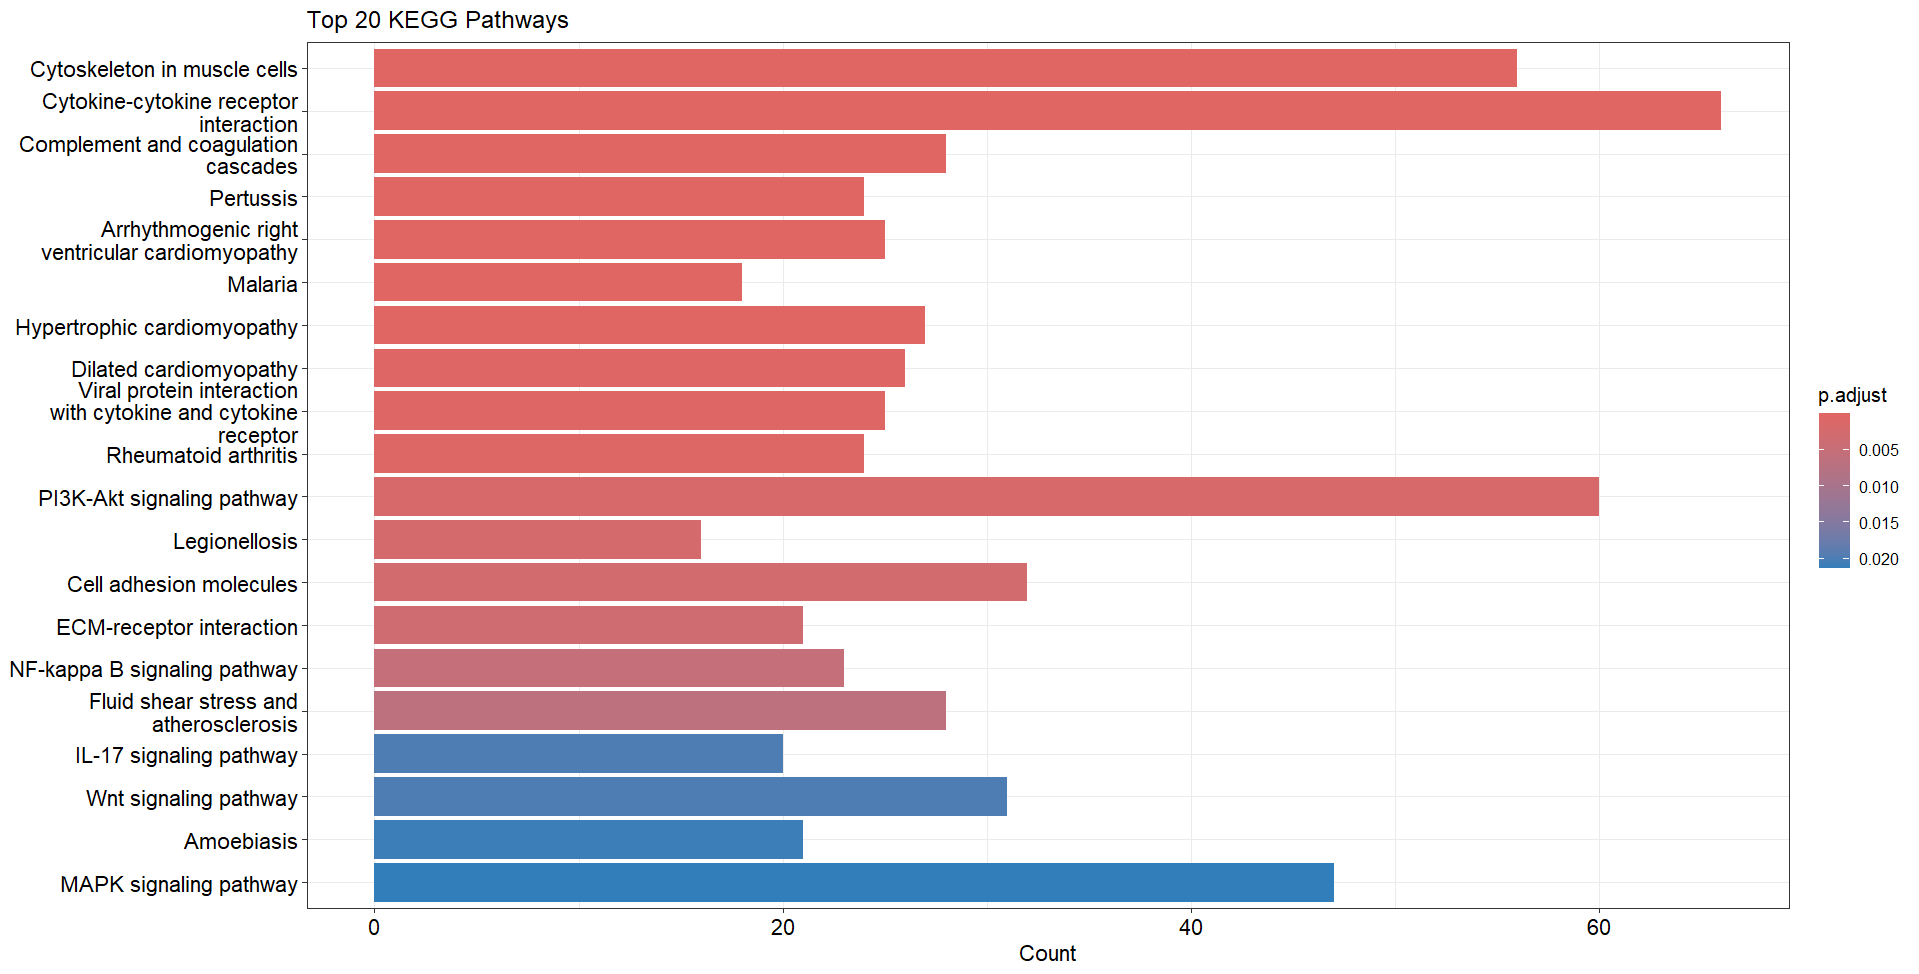 Top 20 KEGG Pathways
Cytoskeleton in muscle cells
Cytokine-cytokine receptor
interaction
Complement and coagulation
cascades
Pertussis
Arrhythmogenic right
ventricular cardiomyopathy
Malaria
Hypertrophic cardiomyopathy
Dilated cardiomyopathy
Viral protein interaction
with cytokine and cytokine
receptor
Rheumatoid arthritis
PI3K-Akt signaling pathway
Legionellosis
Cell adhesion molecules
ECM-receptor interaction
NF-kappa B signaling pathway
Fluid shear stress and
atherosclerosis
IL-17 signaling pathway
Wnt signaling pathway
Amoebiasis
MAPK signaling pathway
0 20 40 60
Count
p.adjust
0.005
0.010
0.015
0.020